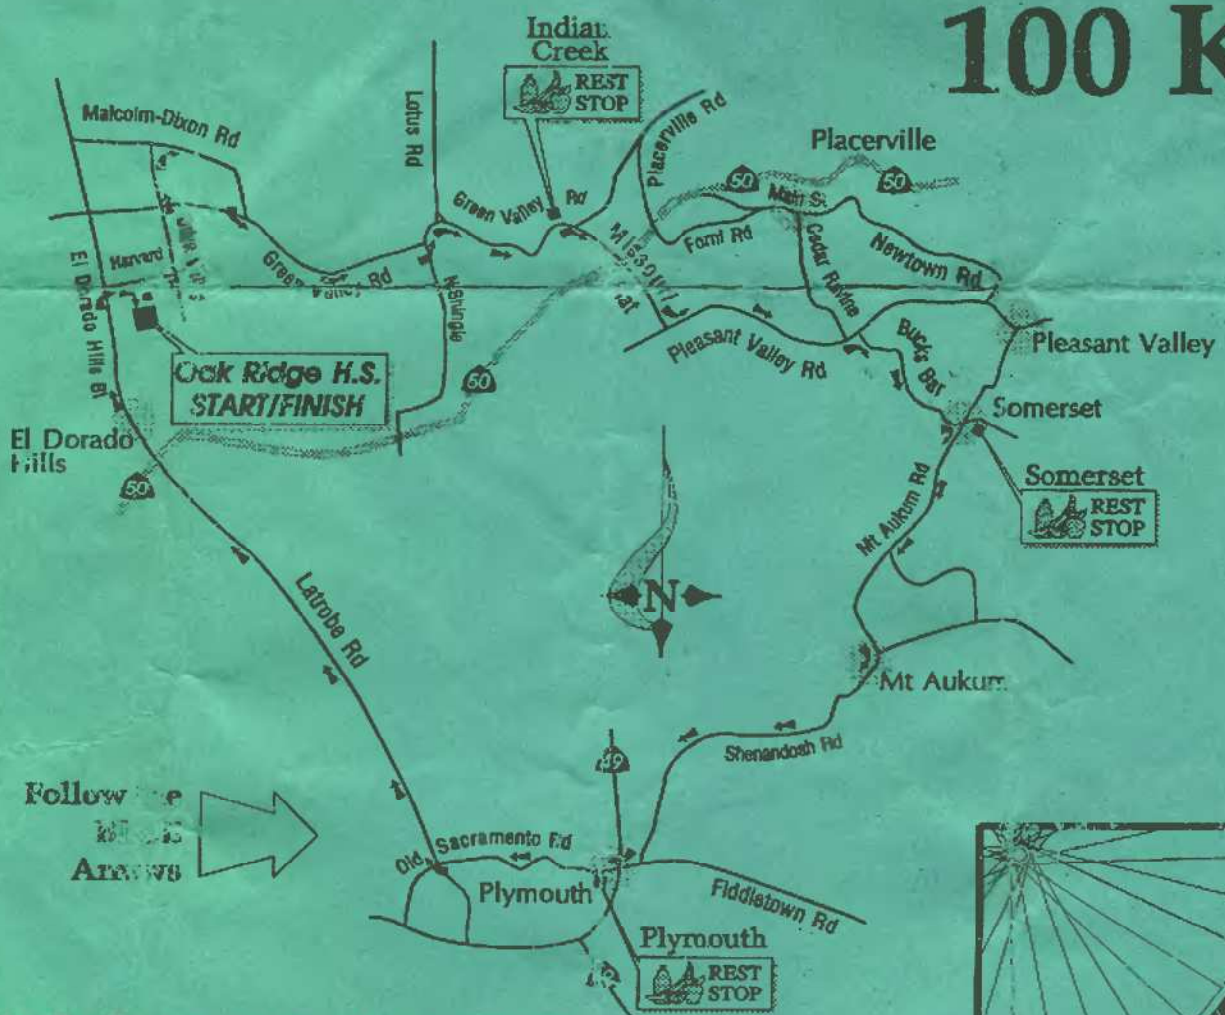 100 K
Indian
Creek
REST
STOP
Malcolm-Dixon Rd
Lotus Rd
Placerville Rd
Placerville
50
50
Main St
Green Valley Rd
Forni Rd
Cedar Ravine
Newtown Rd
Harvard
Green Valley Rd
El Dorado Hills Bl
N Shingle
Pleasant Valley Rd
Bucks Bar
Pleasant Valley
Oak Ridge H.S.
START/FINISH
50
Somerset
El Dorado
Hills
50
Somerset
REST
STOP
Mt Aukum Rd
N
Latrobe Rd
Mt Aukum
Shenandosh Rd
49
Follow
Arrows
Old Sacramento Rd
Plymouth
Fiddletown Rd
Plymouth
REST
STOP